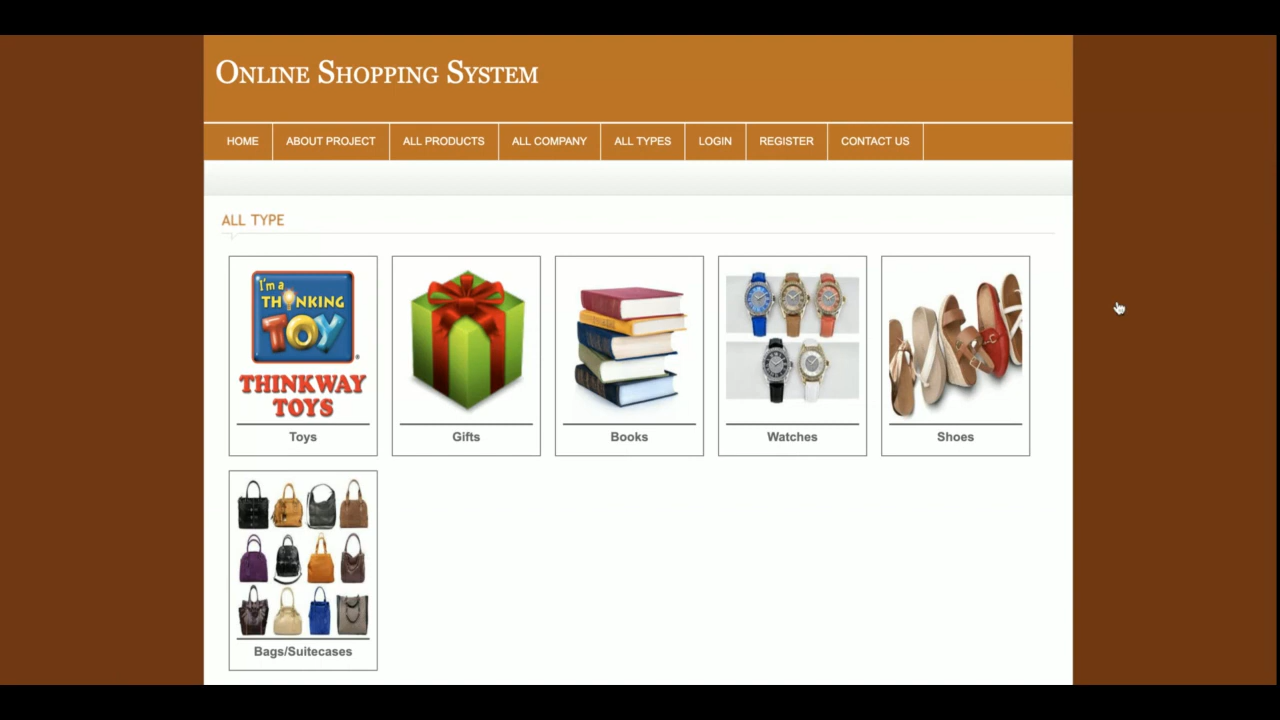 Online Shopping System
HOME ABOUT PROJECT ALL PRODUCTS ALL COMPANY ALL TYPES LOGIN REGISTER CONTACT US
ALL TYPE
I'm a
THINKING
TOY
THINKWAY
TOYS
Toys Gifts Books Watches Shoes
Bags/Suitecases